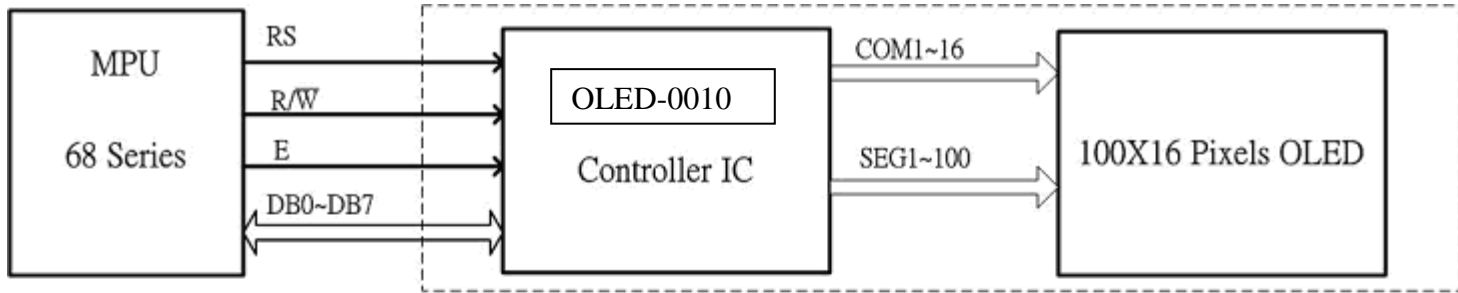 MPU
68 Series
RS
R/W̅
E
DB0~DB7
OLED-0010
Controller IC
COM1~16
SEG1~100
100X16 Pixels OLED